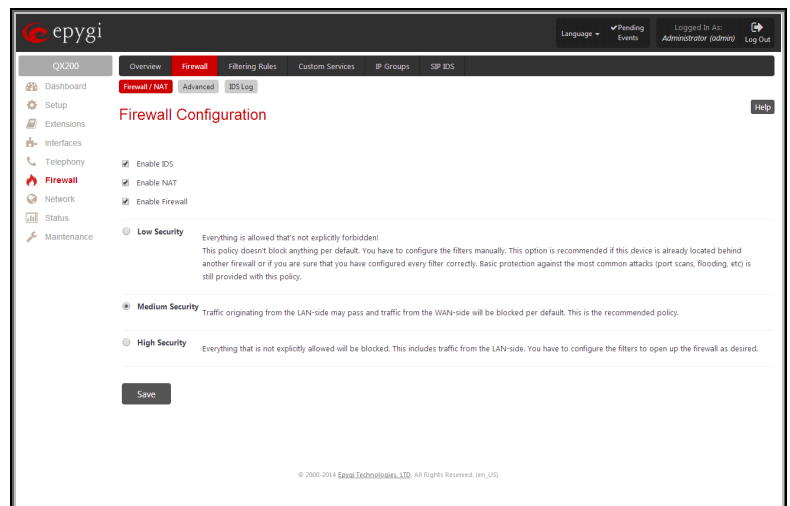 epygi
Language
Pending Events
Logged In As:
Administrator (admin)
Log Out
QX200
Overview
Firewall
Filtering Rules
Custom Services
IP Groups
SIP IDS
Dashboard
Setup
Extensions
Interfaces
Telephony
Firewall
Network
Status
Maintenance
Firewall / NAT
Advanced
IDS Log
Firewall Configuration
Help
Enable IDS
Enable NAT
Enable Firewall
Low Security
Everything is allowed that's not explicitly forbidden!
This policy doesn't block anything per default. You have to configure the filters manually. This option is recommended if this device is already located behind
another firewall or if you are sure that you have configured every filter correctly. Basic protection against the most common attacks (port scans, flooding, etc) is
still provided with this policy.
Medium Security
Traffic originating from the LAN-side may pass and traffic from the WAN-side will be blocked per default. This is the recommended policy.
High Security
Everything that is not explicitly allowed will be blocked. This includes traffic from the LAN-side. You have to configure the filters to open up the firewall as desired.
Save
© 2000-2014 Epygi Technologies, LTD. All Rights Reserved. (en_US)